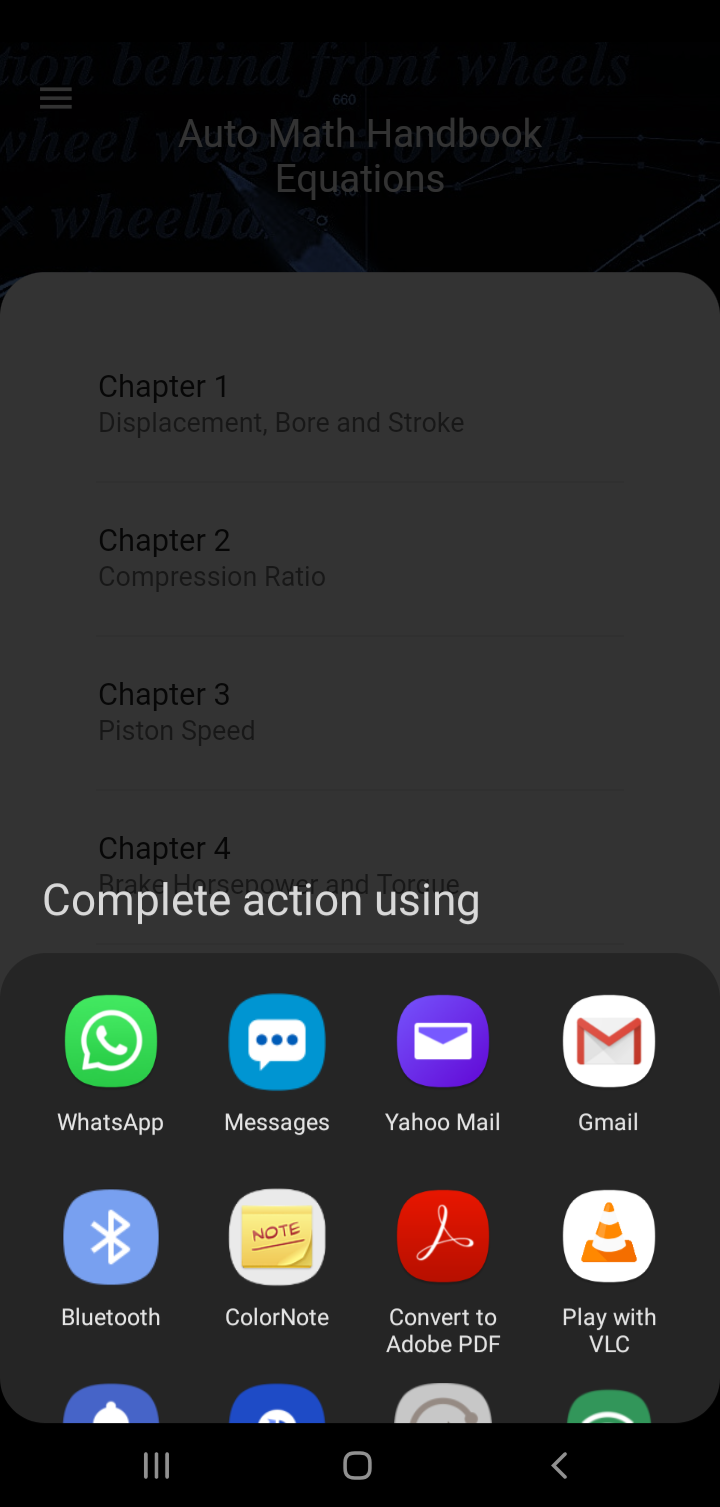 tion behind front wheels
660
wheel weight ÷ overall
Auto Math Handbook
Equations
610
× wheelbase
Chapter 1
Displacement, Bore and Stroke
Chapter 2
Compression Ratio
Chapter 3
Piston Speed
Chapter 4
Brake Horsepower and Torque
Complete action using
WhatsApp
Messages
Yahoo Mail
Gmail
NOTE
Bluetooth
ColorNote
Convert to
Adobe PDF
Play with
VLC